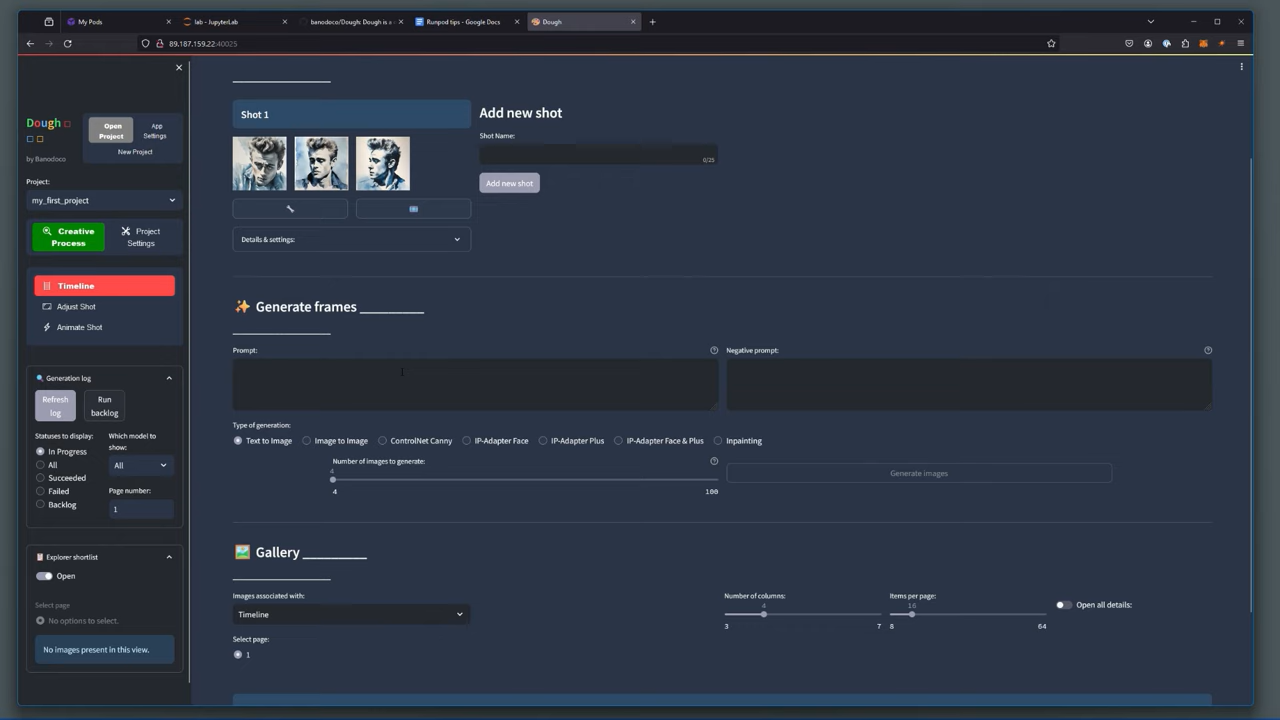 My Pods
lab - JupyterLab
banodoco/Dough: Dough is a
Runpod tips - Google Docs
Dough
89.187.159.22:40025
Dough
by Banodoco
Open Project
App Settings
New Project
Project:
my_first_project
Creative Process
Project Settings
Timeline
Adjust Shot
Animate Shot
Generation log
Refresh log
Run backlog
Statuses to display:
Which model to show:
In Progress
All
Succeeded
Failed
Backlog
All
Page number:
1
Explorer shortlist
Open
Select page
No options to select.
No images present in this view.
Shot 1
Details & settings:
Add new shot
Shot Name:
0/25
Add new shot
Generate frames
Prompt:
Negative prompt:
Type of generation:
Text to Image
Image to Image
ControlNet Canny
IP-Adapter Face
IP-Adapter Plus
IP-Adapter Face & Plus
Inpainting
Number of images to generate:
4
4
100
Generate images
Gallery
Images associated with:
Timeline
Select page:
1
Number of columns:
4
3
7
Items per page:
16
8
64
Open all details: